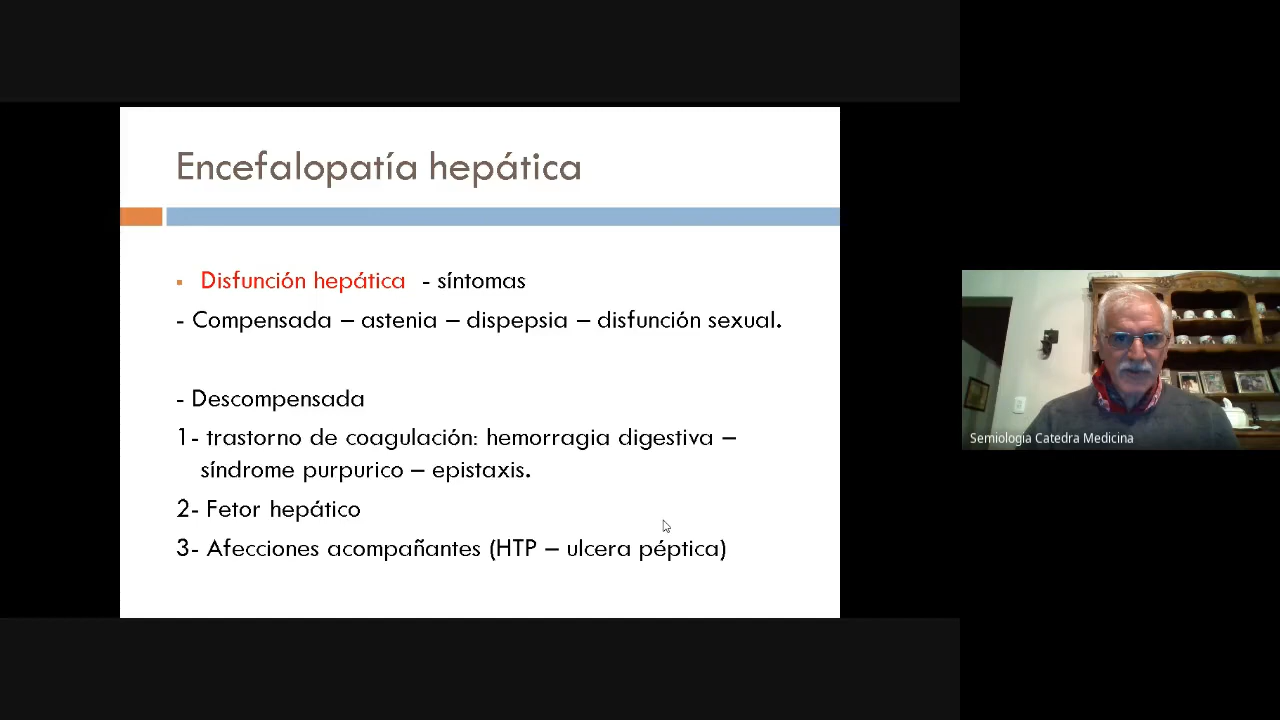 Encefalopatía hepática
▪ Disfunción hepática - síntomas
- Compensada – astenia – dispepsia – disfunción sexual.
- Descompensada
1- trastorno de coagulación: hemorragia digestiva –
síndrome purpurico – epistaxis.
2- Fetor hepático
3- Afecciones acompañantes (HTP – ulcera péptica)
Semiologia Catedra Medicina